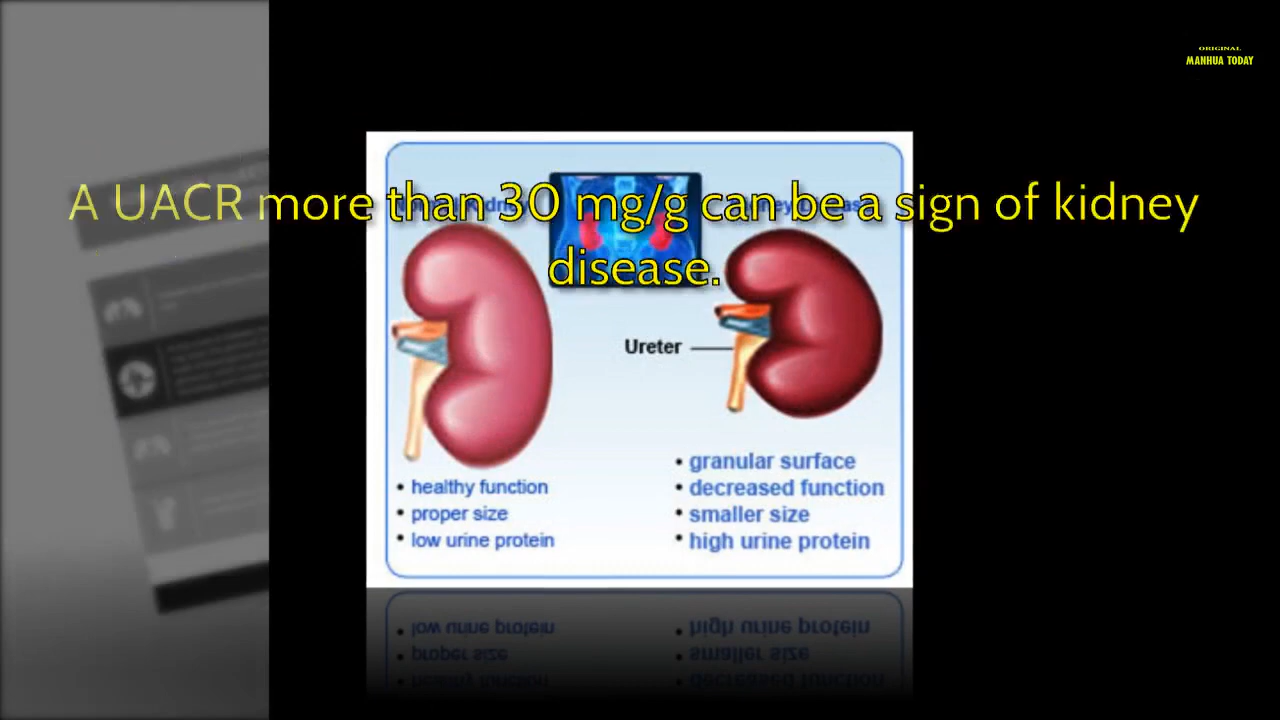 ORIGINAL
MANHUA TODAY
A UACR more than 30 mg/g can be a sign of kidney
disease.
Ureter
• healthy function
• proper size
• low urine protein
• granular surface
• decreased function
• smaller size
• high urine protein